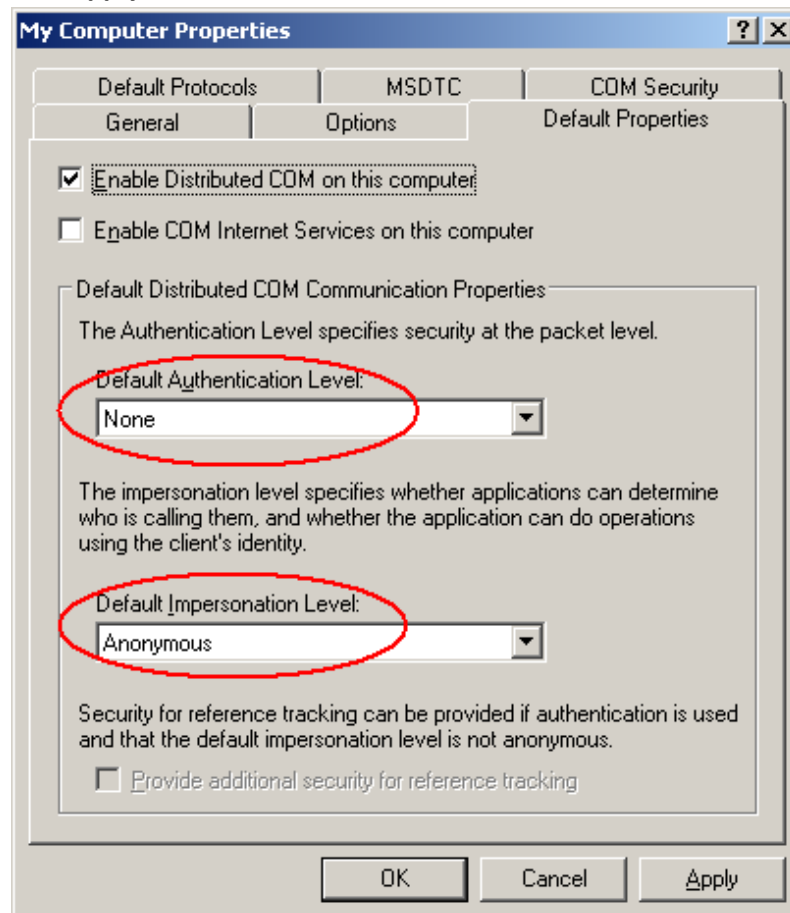 My Computer Properties
Default Protocols MSDTC COM Security
General Options Default Properties
Enable Distributed COM on this computer
Enable COM Internet Services on this computer
Default Distributed COM Communication Properties
The Authentication Level specifies security at the packet level.
Default Authentication Level:
None
The impersonation level specifies whether applications can determine
who is calling them, and whether the application can do operations
using the client's identity.
Default Impersonation Level:
Anonymous
Security for reference tracking can be provided if authentication is used
and that the default impersonation level is not anonymous.
Provide additional security for reference tracking
OK Cancel Apply